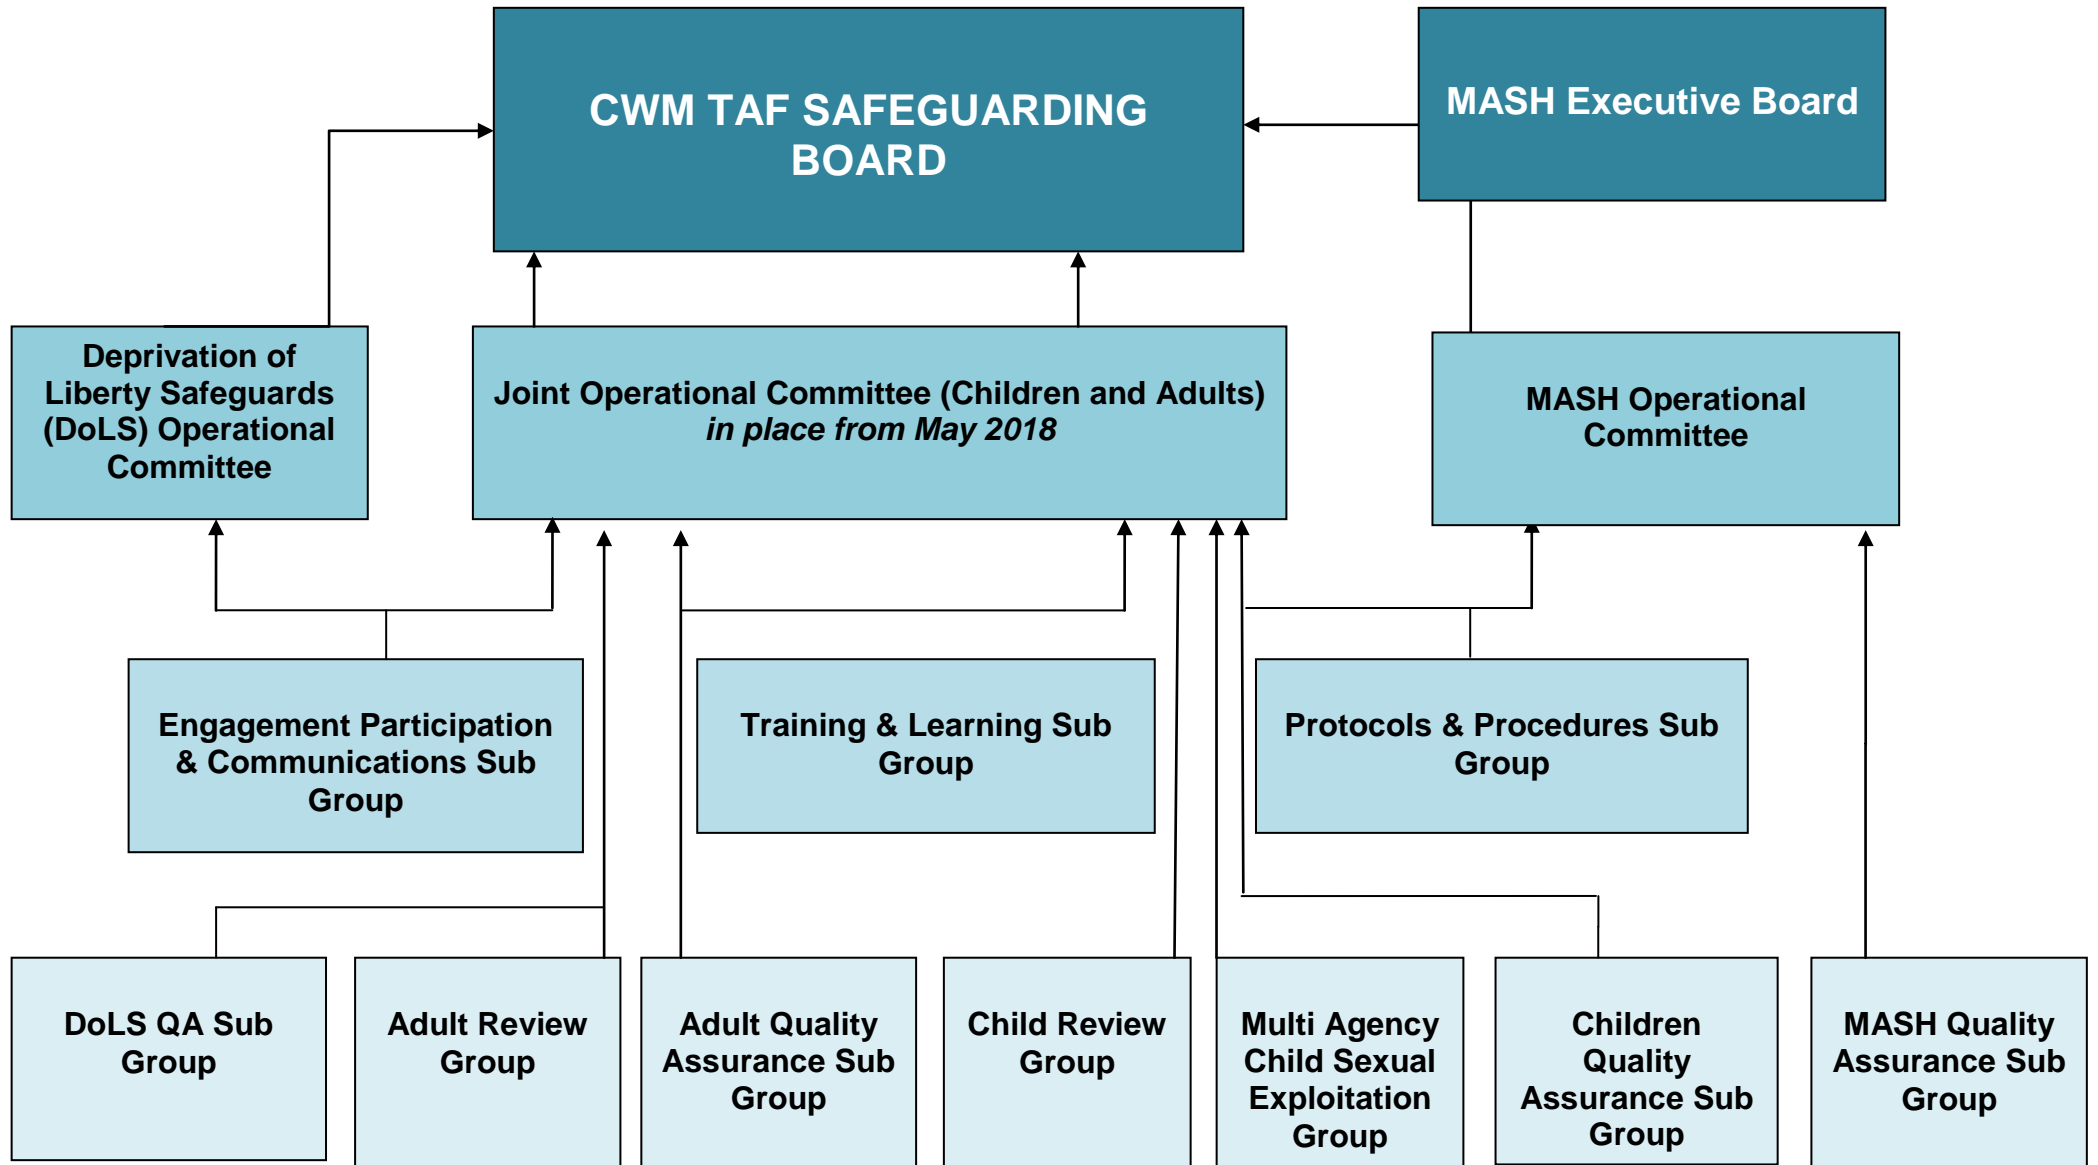 CWM TAF SAFEGUARDING
BOARD
MASH Executive Board
Deprivation of
Liberty Safeguards
(DoLS) Operational
Committee
Joint Operational Committee (Children and Adults)
in place from May 2018
MASH Operational
Committee
Engagement Participation
& Communications Sub
Group
Training & Learning Sub
Group
Protocols & Procedures Sub
Group
DoLS QA Sub
Group
Adult Review
Group
Adult Quality
Assurance Sub
Group
Child Review
Group
Multi Agency
Child Sexual
Exploitation
Group
Children
Quality
Assurance Sub
Group
MASH Quality
Assurance Sub
Group